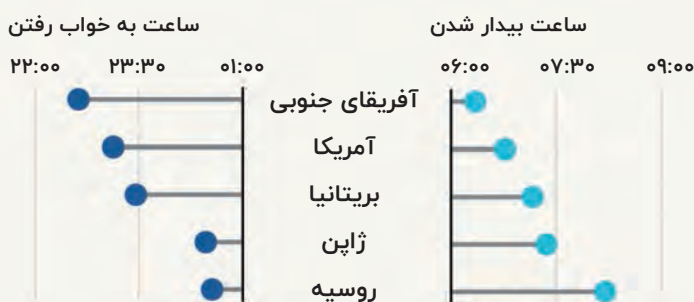 ساعت بیدار شدن
ساعت به خواب رفتن
۰۶:۰۰ ۰۷:۳۰ ۰۹:۰۰
۲۲:۰۰ ۲۳:۳۰ ۰۱:۰۰
آفریقای جنوبی
آمریکا
بریتانیا
ژاپن
روسیه